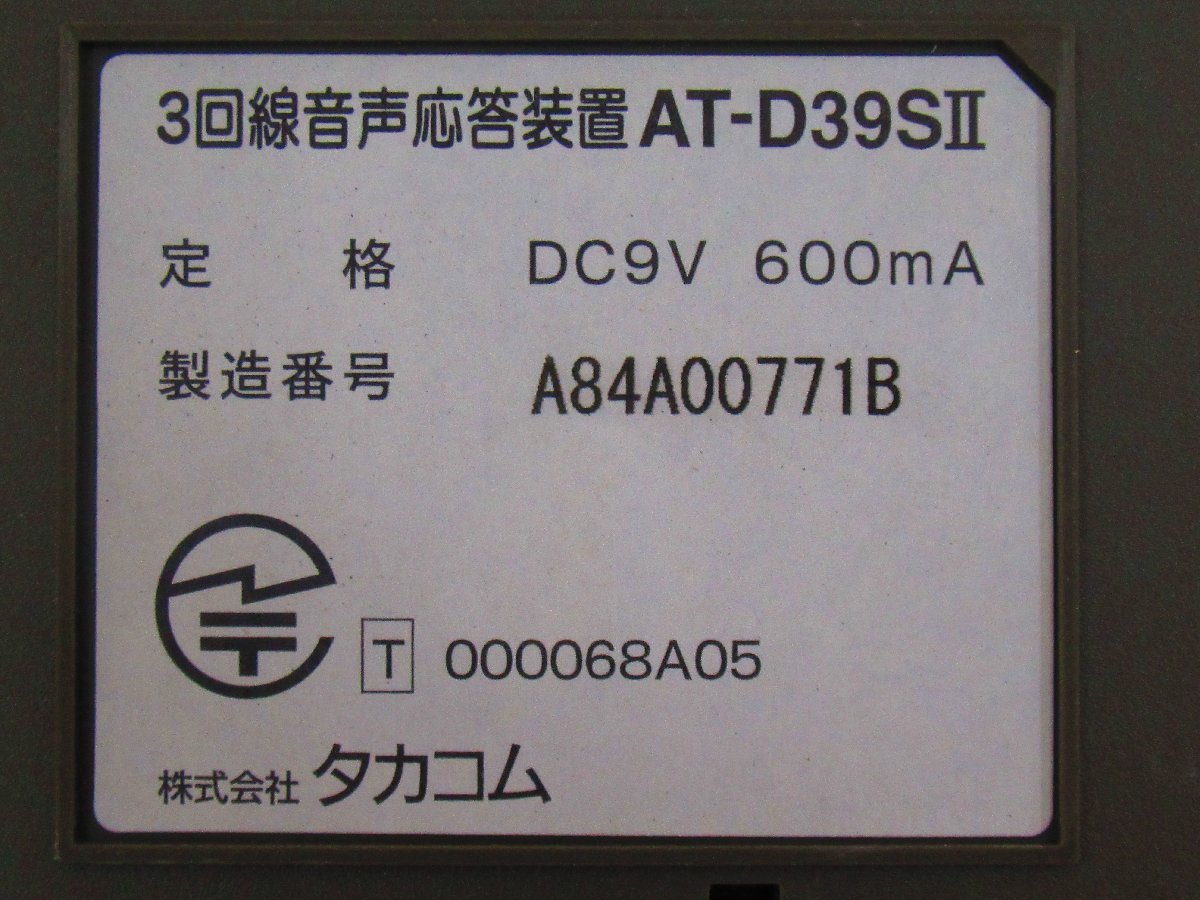 3回線音声応答装置 AT-D39SII
定格 DC9V 600mA
製造番号 A84A00771B
T 000068A05
株式会社 タカコム